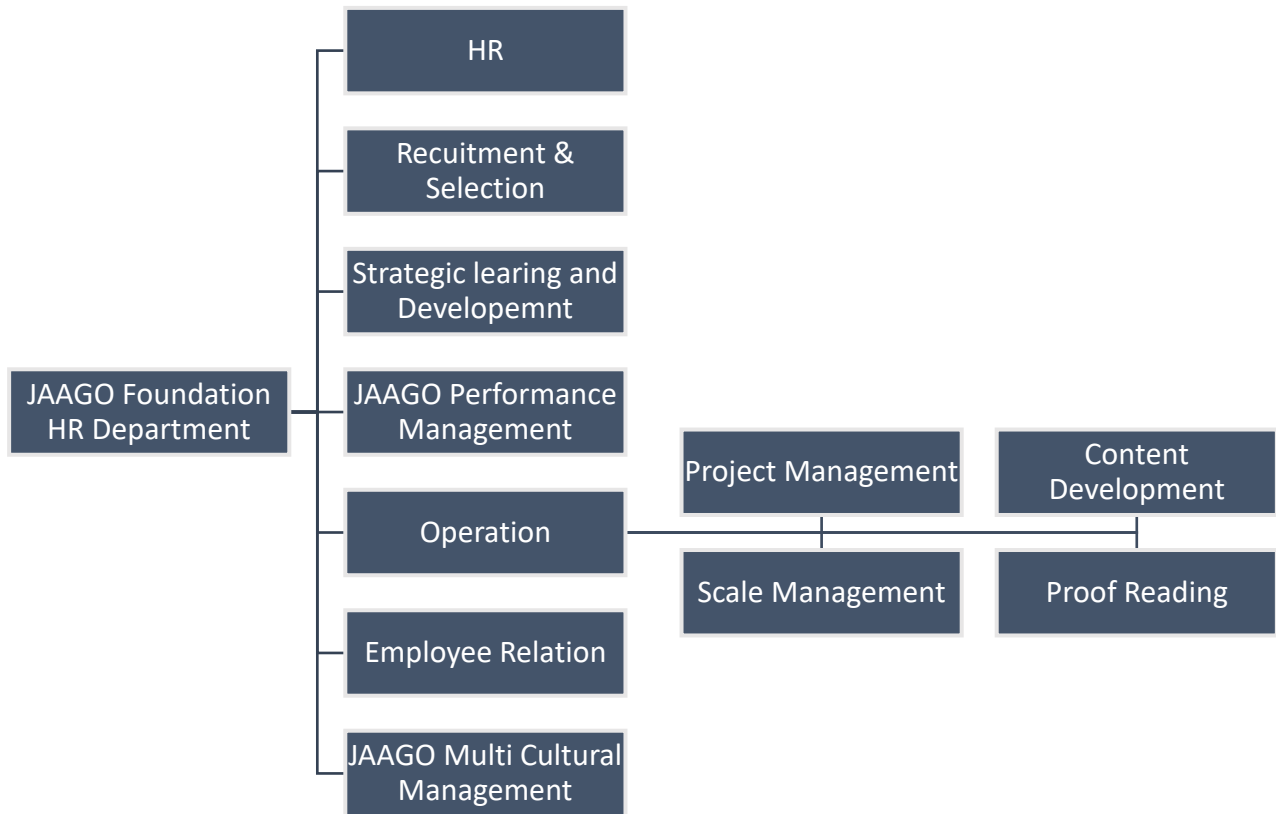 HR
Recuitment &
Selection
Strategic learing and
Developemnt
JAAGO Foundation
HR Department
JAAGO Performance
Management
Operation
Project Management
Content
Development
Scale Management
Proof Reading
Employee Relation
JAAGO Multi Cultural
Management